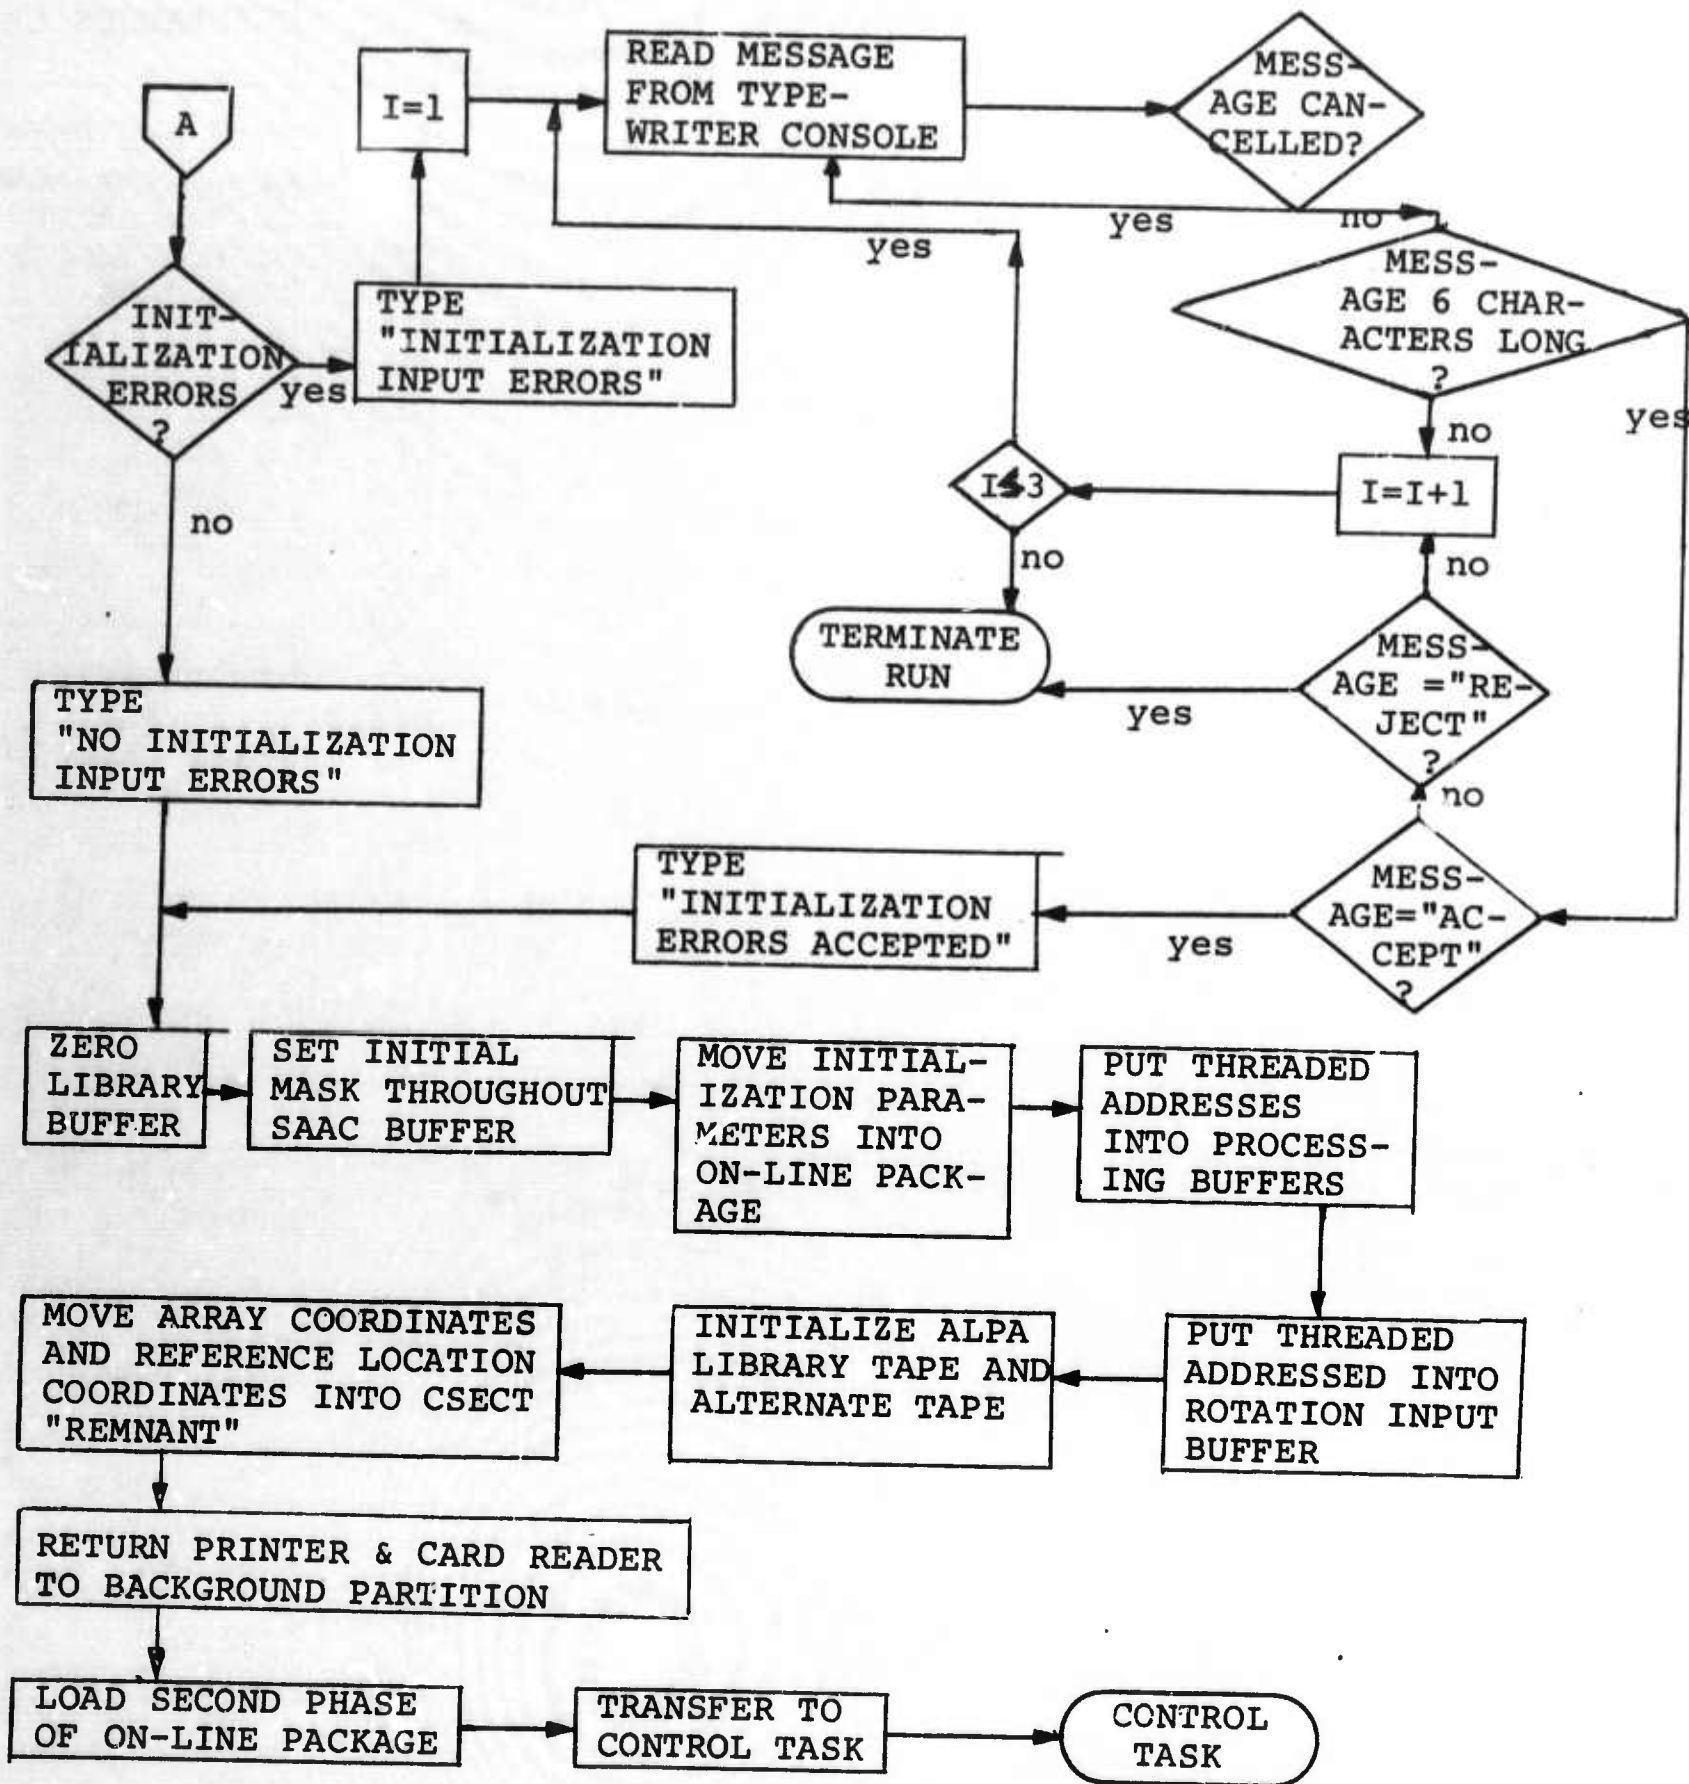 A
I=1
READ MESSAGE
FROM TYPE-
WRITER CONSOLE
MESS-
AGE CAN-
CELLED?
yes
no
yes
INIT-
IALIZATION
ERRORS
?
yes
TYPE
"INITIALIZATION
INPUT ERRORS"
MESS-
AGE 6 CHAR-
ACTERS LONG
?
yes
no
I≤3
I=I+1
no
no
no
TERMINATE
RUN
yes
MESS-
AGE ="RE-
JECT"
?
no
TYPE
"NO INITIALIZATION
INPUT ERRORS"
TYPE
"INITIALIZATION
ERRORS ACCEPTED"
yes
MESS-
AGE="AC-
CEPT"
?
ZERO
LIBRARY
BUFFER
SET INITIAL
MASK THROUGHOUT
SAAC BUFFER
MOVE INITIAL-
IZATION PARA-
METERS INTO
ON-LINE PACK-
AGE
PUT THREADED
ADDRESSES
INTO PROCESS-
ING BUFFERS
MOVE ARRAY COORDINATES
AND REFERENCE LOCATION
COORDINATES INTO CSECT
"REMNANT"
INITIALIZE ALPA
LIBRARY TAPE AND
ALTERNATE TAPE
PUT THREADED
ADDRESSED INTO
ROTATION INPUT
BUFFER
RETURN PRINTER & CARD READER
TO BACKGROUND PARTITION
LOAD SECOND PHASE
OF ON-LINE PACKAGE
TRANSFER TO
CONTROL TASK
CONTROL
TASK